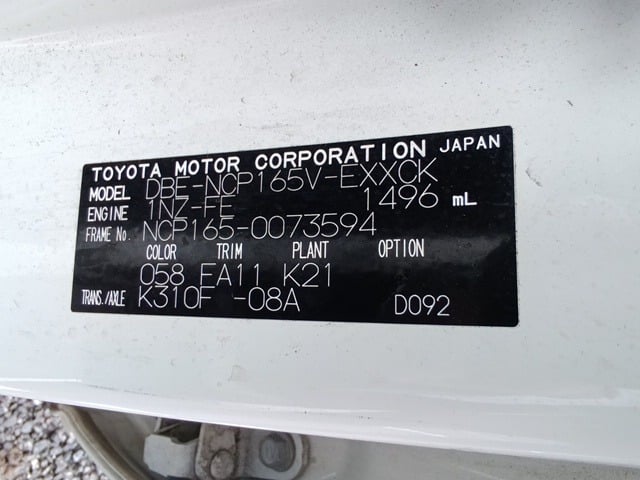 TOYOTA MOTOR CORPORATION JAPAN
MODEL DBE-NCP165V-EXXCK
ENGINE 1NZ-FE 1496 mL
FRAME No. NCP165-0073594
COLOR TRIM PLANT OPTION
058 FA11 K21
TRANS./AXLE K310F -08A D092